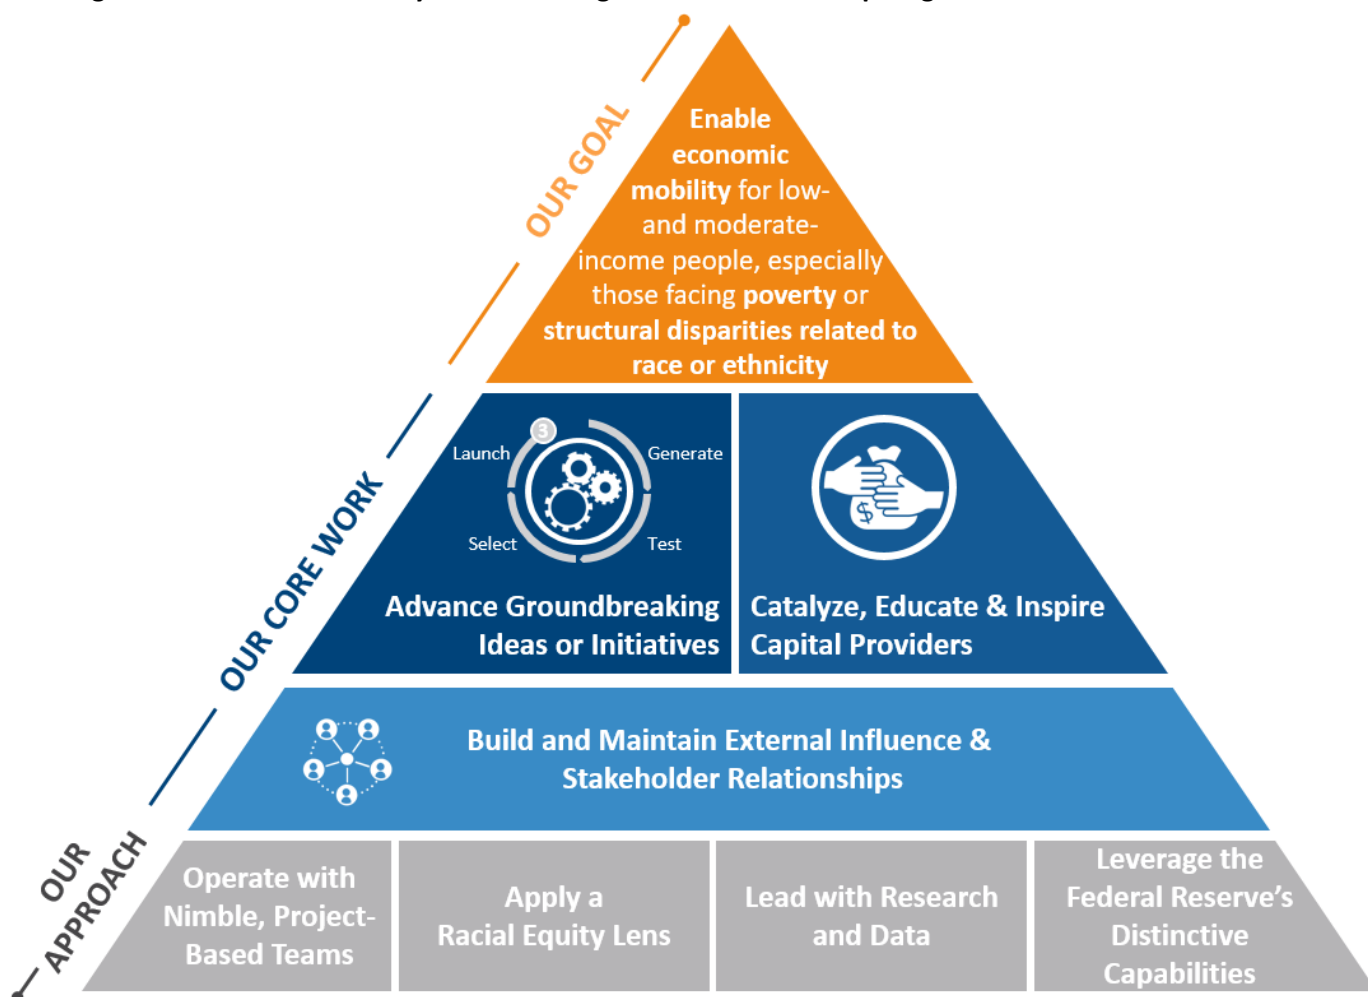 OUR GOAL
Enable
economic
mobility for low-
and moderate-
income people, especially
those facing poverty or
structural disparities related to
race or ethnicity
OUR CORE WORK
3
Launch
Generate
Select
Test
Advance Groundbreaking
Ideas or Initiatives
$
Catalyze, Educate & Inspire
Capital Providers
Build and Maintain External Influence &
Stakeholder Relationships
OUR
APPROACH
Operate with
Nimble, Project-
Based Teams
Apply a
Racial Equity Lens
Lead with Research
and Data
Leverage the
Federal Reserve's
Distinctive
Capabilities